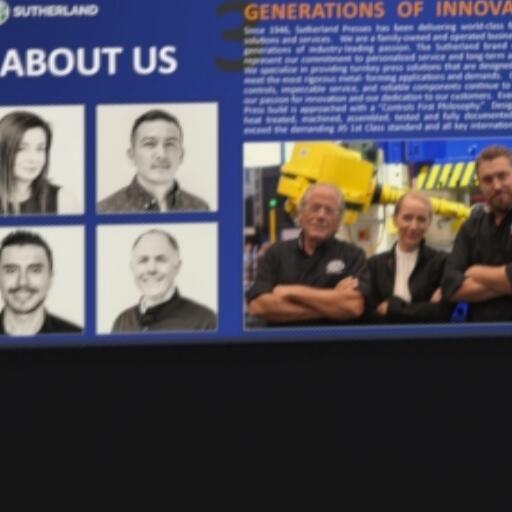 SUTHERLAND
ABOUT US
3
GENERATIONS OF INNOVA
Since 1946, Sutherland Presses has been delivering world-class
solutions and services. We are a family-owned and operated
generations of industry-leading passion. The Sutherland brand
represent our commitment to personalized service and long-term
We specialize in providing turnkey press solutions that are
meet the most rigorous metal- forming applications and demands.
controls, impeccable service, and reliable components continue to
our passion for innovation and our dedication to our customers.
Press build is approached with a "Controls First Philosophy."
heat treated, machined, assembled, tested and fully documented
exceed the demanding JIS 1st Class standard and all key